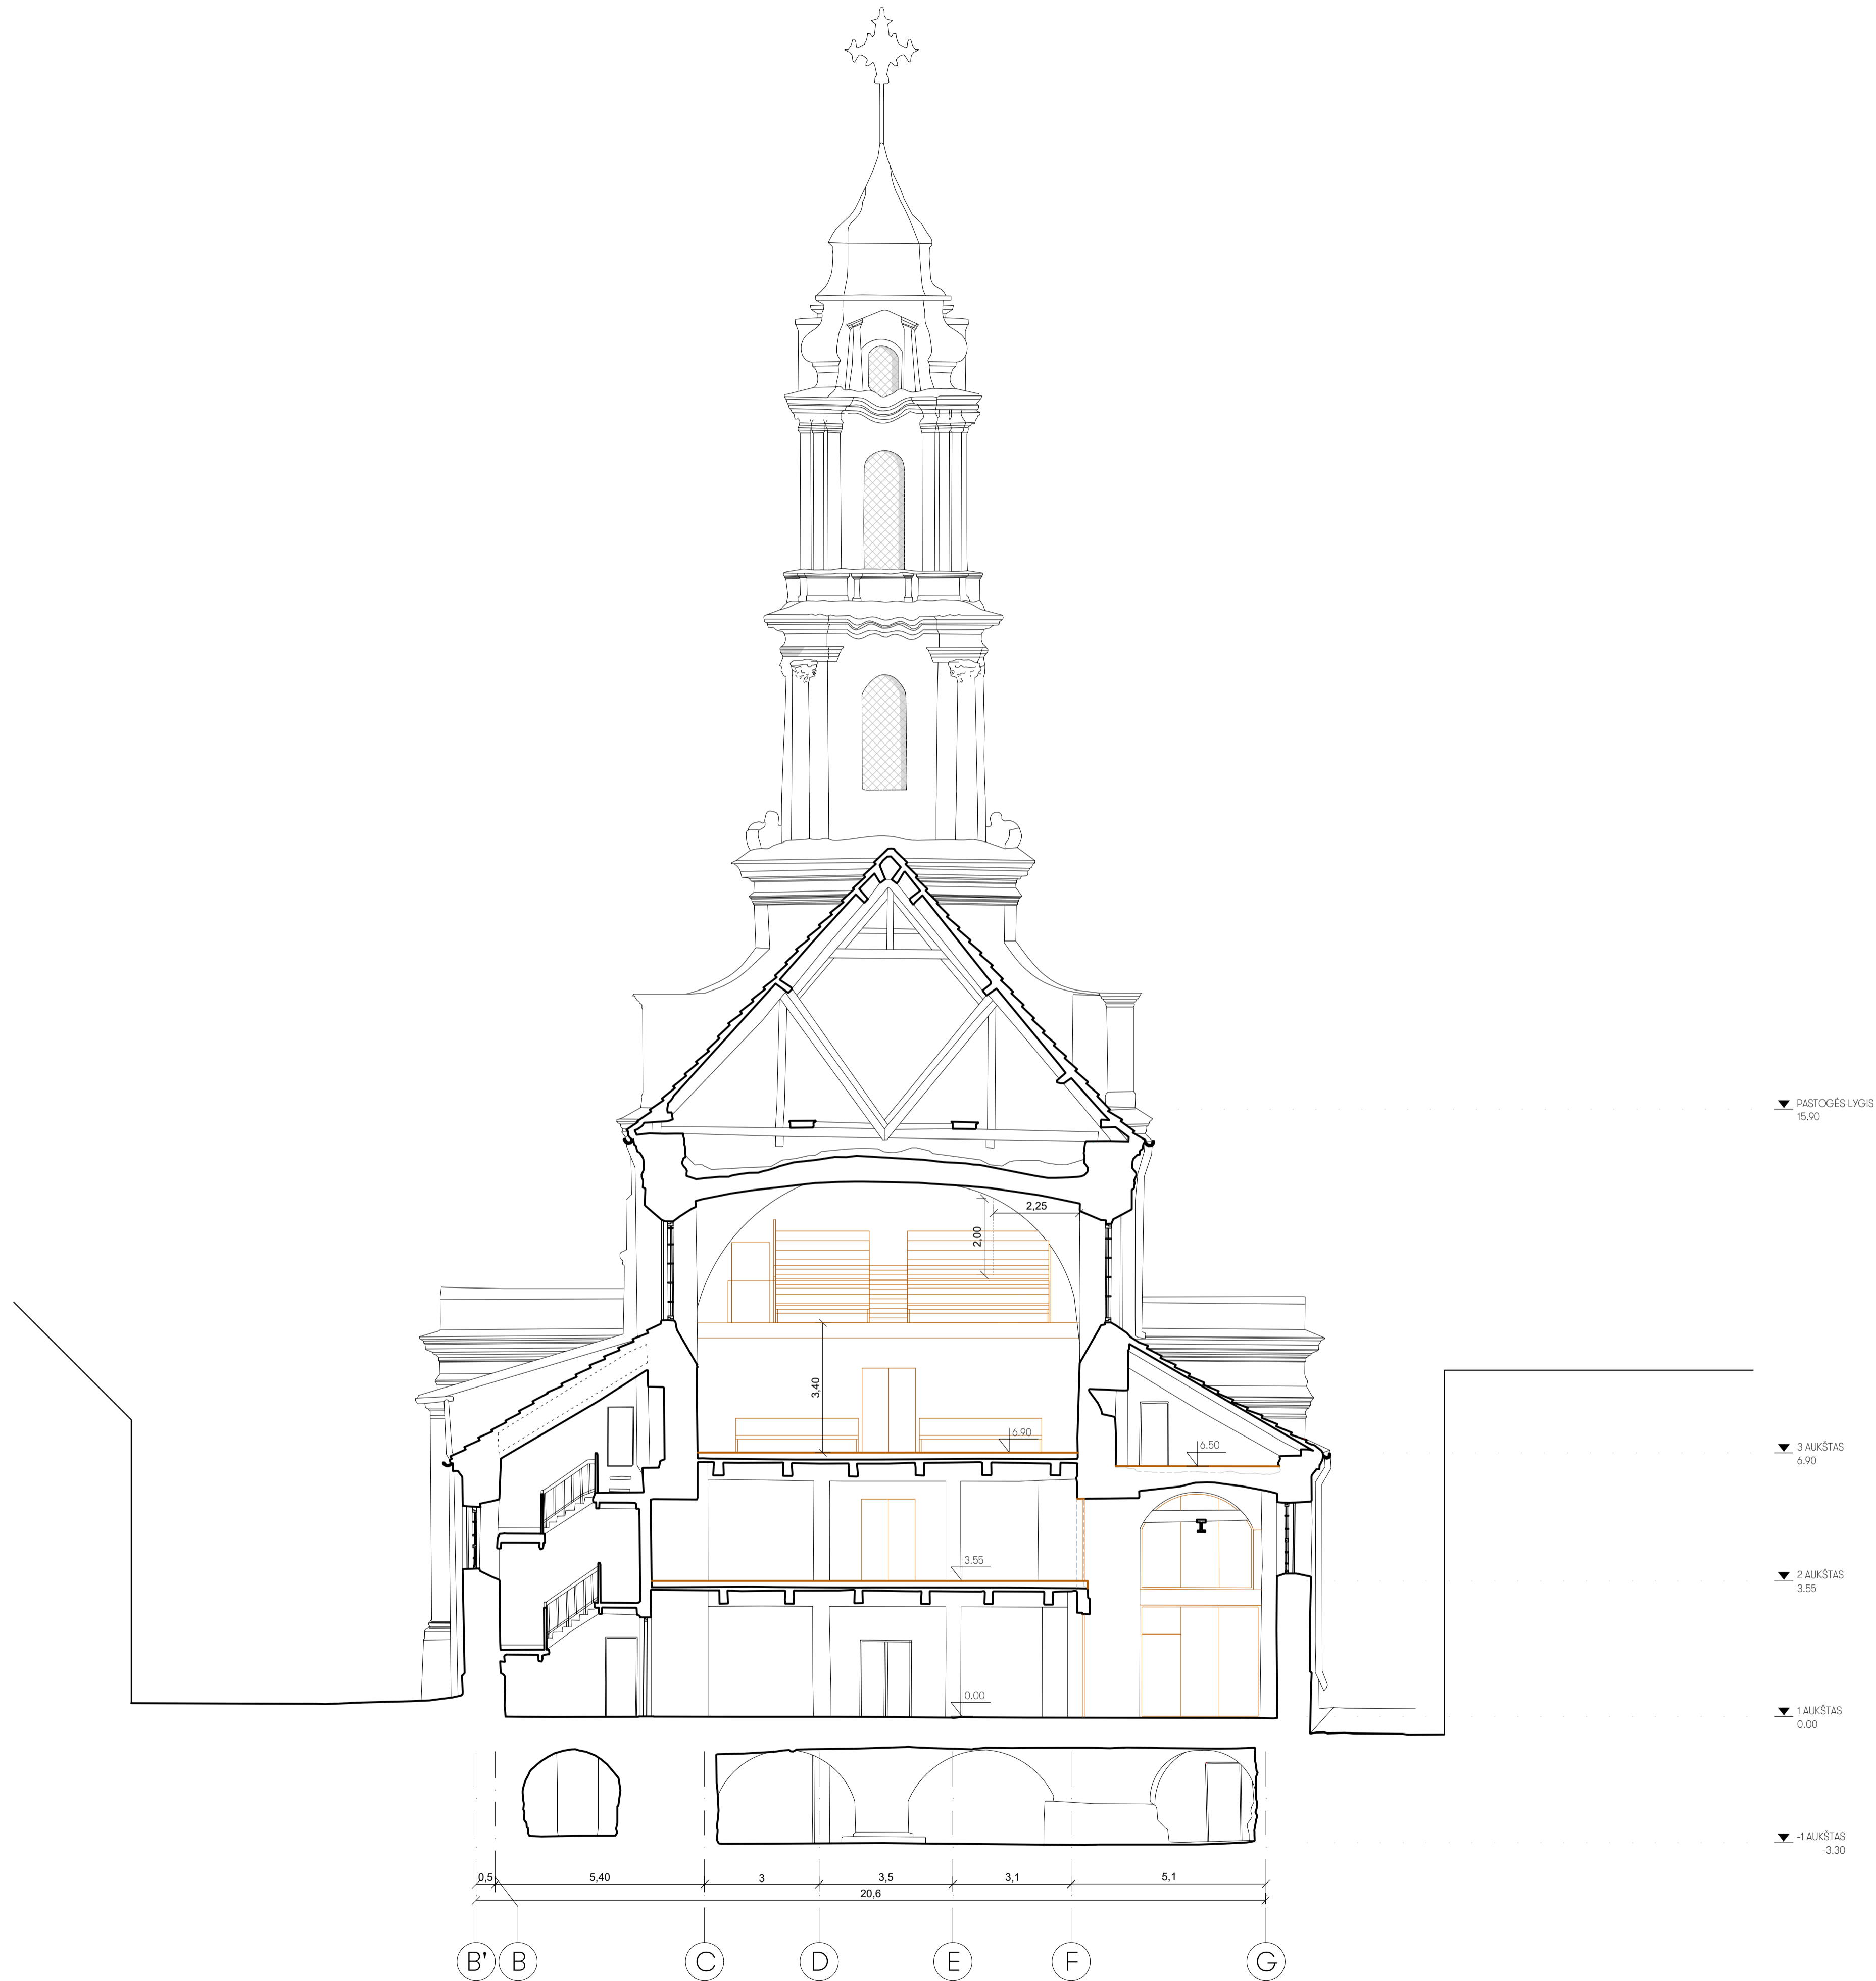 PASTOGĖS LYGIS
15.90
2,25
2,00
3,40
6.90
6.50
3 AUKŠTAS
6.90
3.55
2 AUKŠTAS
3.55
0.00
1 AUKŠTAS
0.00
-1 AUKŠTAS
-3.30
0,5 5,40 3 3,5 3,1 5,1
20,6
B' B C D E F G